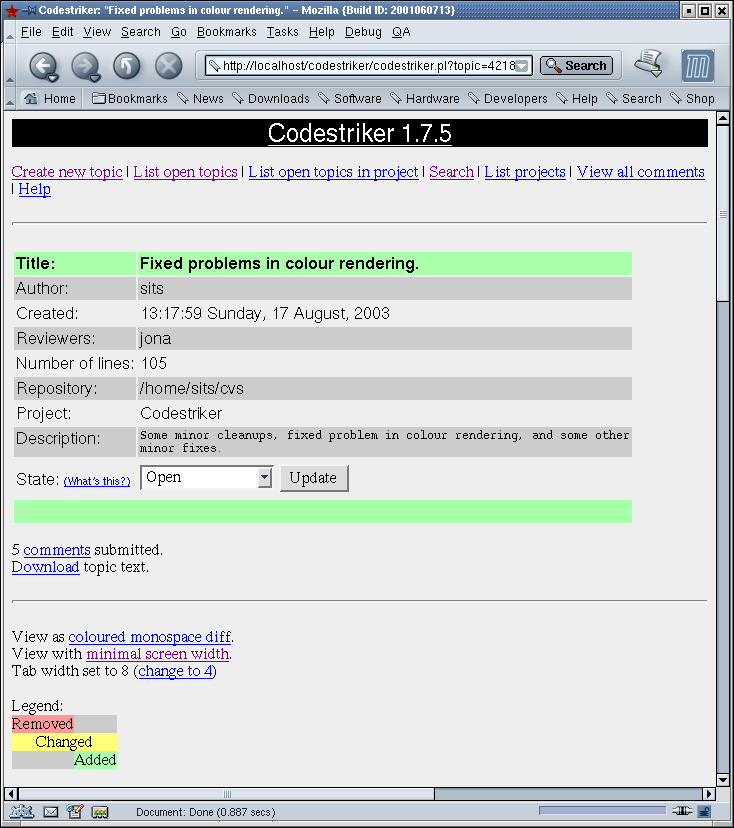 Codestriker: "Fixed problems in colour rendering." - Mozilla {Build ID: 2001060713}
File Edit View Search Go Bookmarks Tasks Help Debug QA
http://localhost/codestriker/codestriker.pl?topic=4218 Search
Home Bookmarks News Downloads Software Hardware Developers Help Search Shop
Codestriker 1.7.5
Create new topic | List open topics | List open topics in project | Search | List projects | View all comments
| Help
Title: Fixed problems in colour rendering.
Author: sits
Created: 13:17:59 Sunday, 17 August, 2003
Reviewers: jona
Number of lines: 105
Repository: /home/sits/cvs
Project: Codestriker
Description: Some minor cleanups, fixed problem in colour rendering, and some other
minor fixes.
State: (What's this?) Open Update
5 comments submitted.
Download topic text.
View as coloured monospace diff.
View with minimal screen width.
Tab width set to 8 (change to 4)
Legend:
Removed
Changed
Added
Document: Done (0.887 secs)